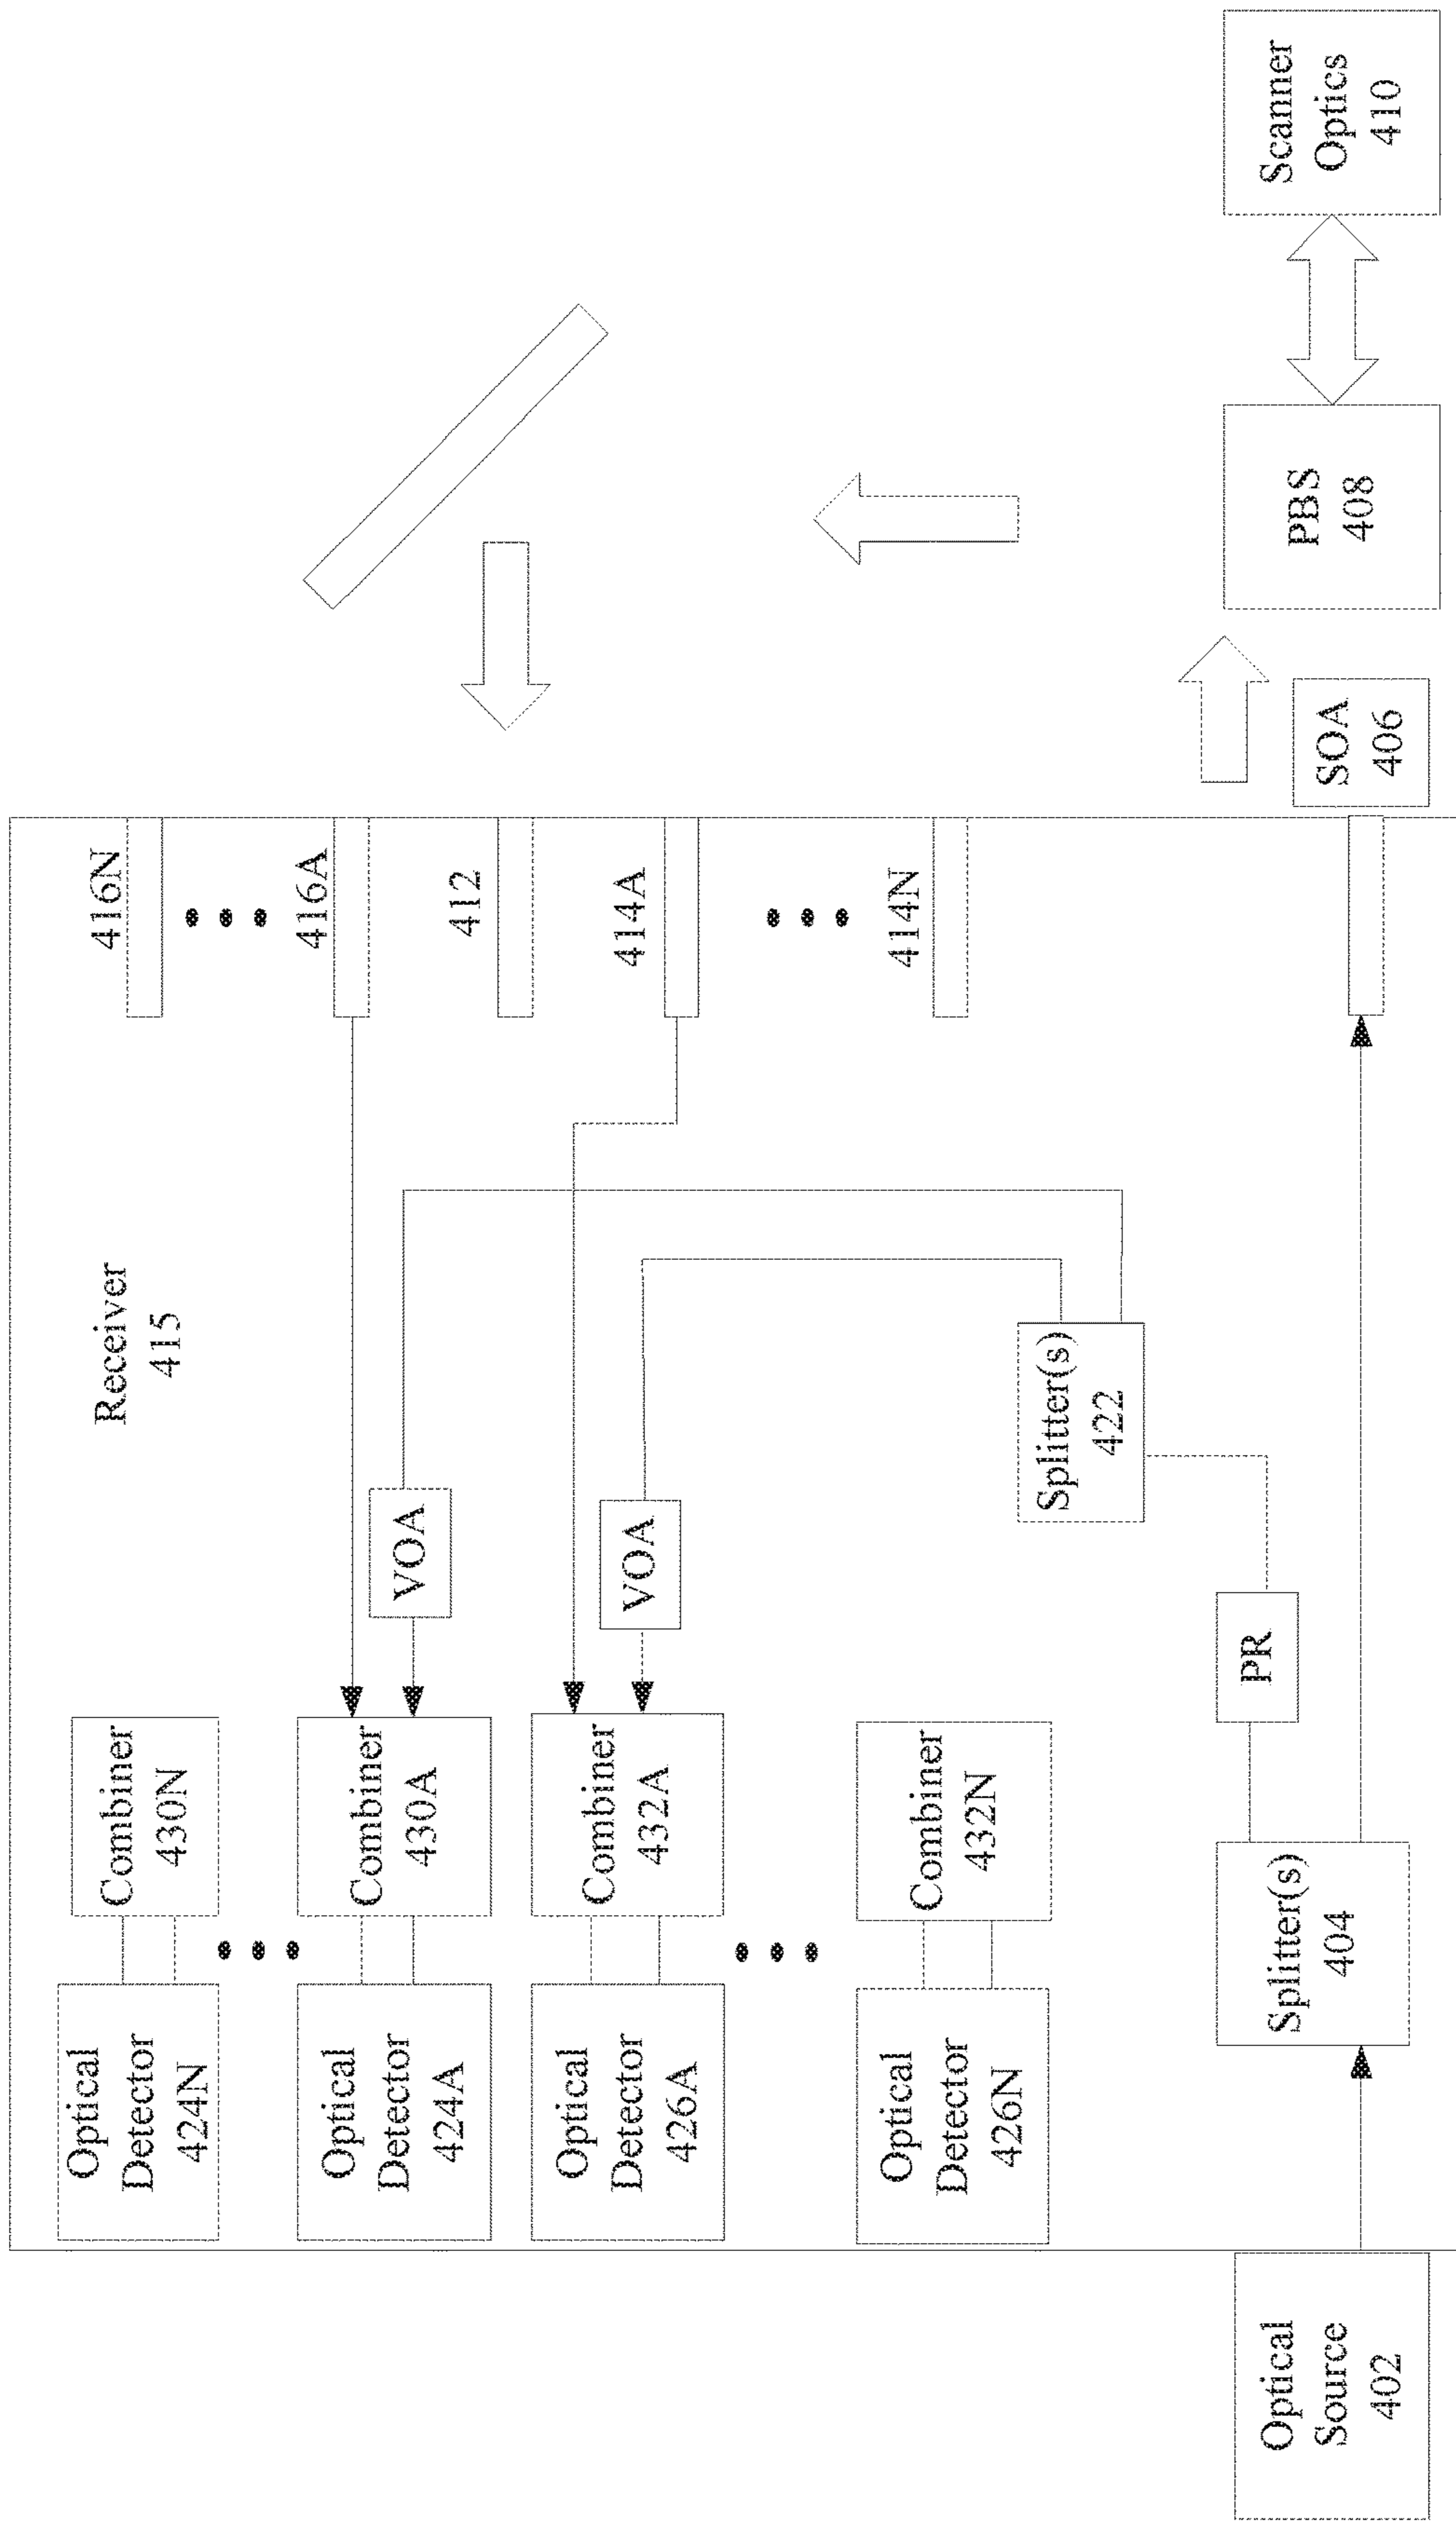 Receiver
415
416N
416A
412
414A
414N
Optical
Detector
424N
Combiner
430N
Optical
Detector
424A
Combiner
430A
VOA
Optical
Detector
426A
Combiner
432A
VOA
Optical
Detector
426N
Combiner
432N
Splitter(s)
422
PR
Optical
Source
402
Splitter(s)
404
SOA
406
PBS
408
Scanner
Optics
410